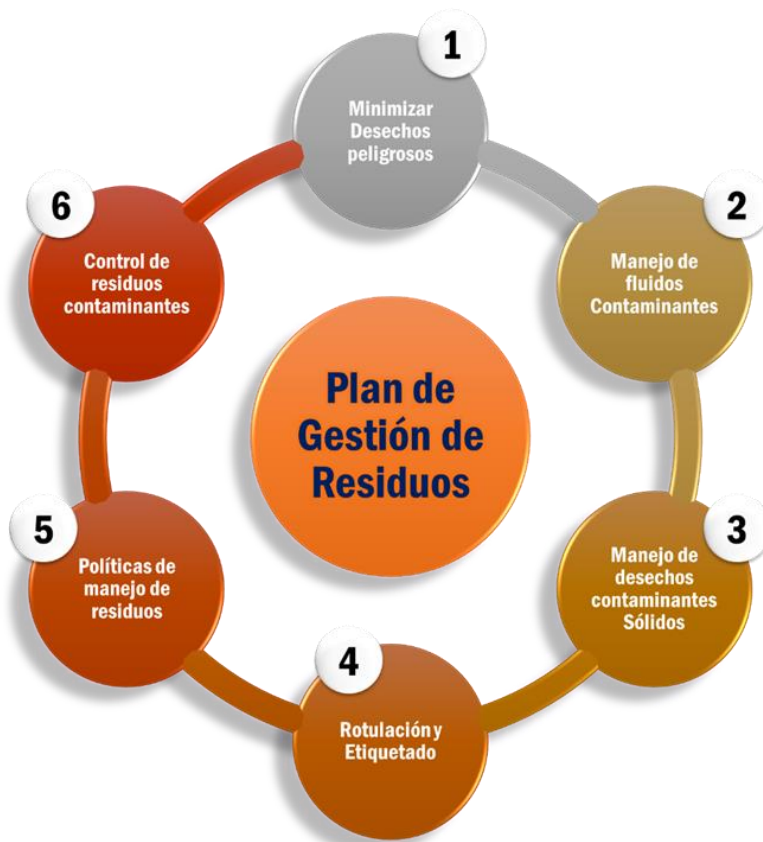 1
Minimizar
Desechos
peligrosos
2
Manejo de
fluidos
Contaminantes
3
Manejo de
desechos
contaminantes
Sólidos
4
Rotulación y
Etiquetado
5
Políticas de
manejo de
residuos
6
Control de
residuos
contaminantes
Plan de
Gestión de
Residuos